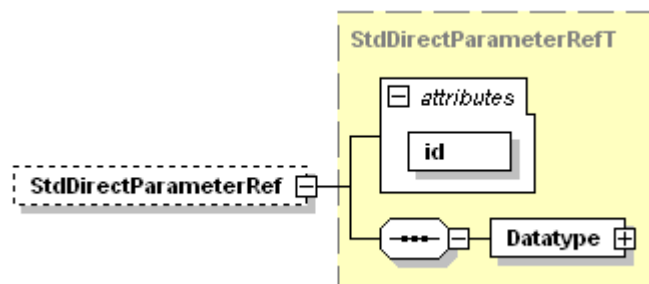 StdDirectParameterRefT
attributes
id
StdDirectParameterRef
Datatype